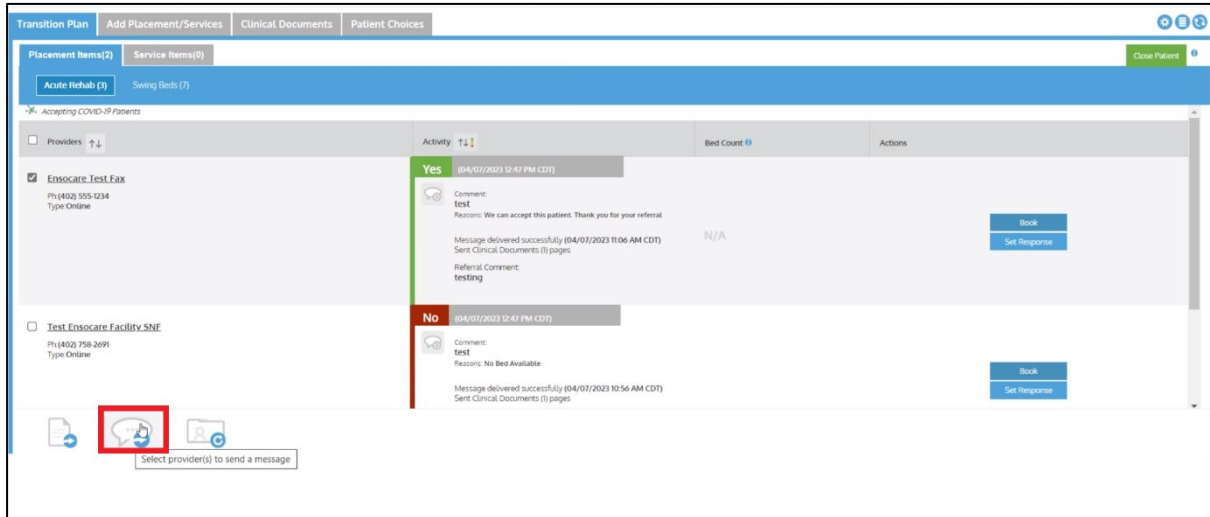 Transition Plan Add Placement/Services Clinical Documents Patient Choices
Placement Items(2) Service Items(0) Close Patient
Acute Rehab (3) Swing Beds (7)
Accepting COVID-19 Patients
Providers Activity Bed Count Actions
Yes (04/07/2023 12:47 PM CDT)
Ensocare Test Fax
Ph:(402) 555-1234
Type:Online
Comment:
test
Reasons: We can accept this patient. Thank you for your referral.
Message delivered successfully (04/07/2023 11:06 AM CDT)
Sent Clinical Documents (1) pages
Referral Comment:
testing
N/A
Book
Set Response
No (04/07/2023 12:47 PM CDT)
Test Ensocare Facility SNF
Ph:(402) 758-2691
Type:Online
Comment:
test
Reasons: No Bed Available
Message delivered successfully (04/07/2023 10:56 AM CDT)
Sent Clinical Documents (1) pages
Book
Set Response
Select provider(s) to send a message